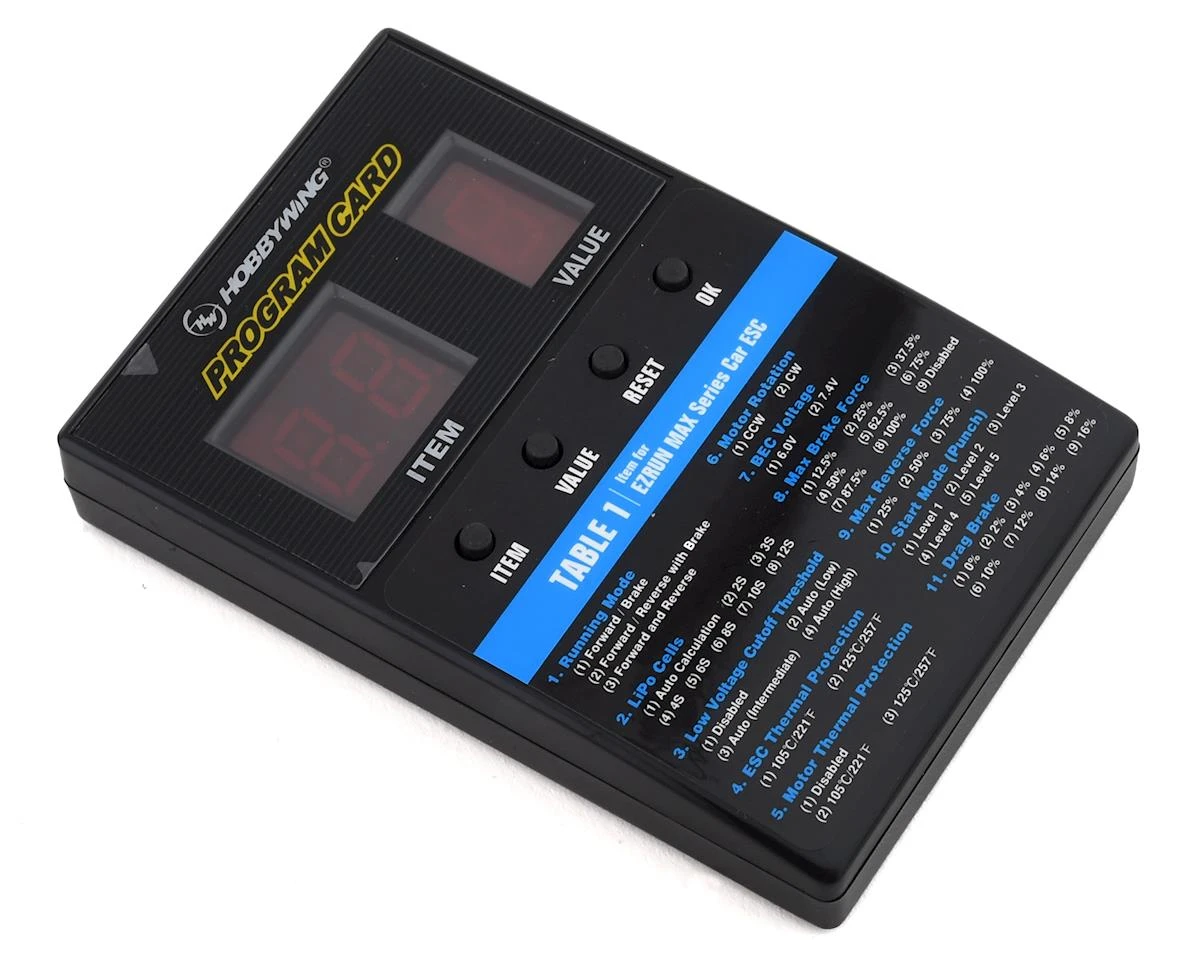 HW HOBBYWING®
PROGRAM CARD
ITEM
VALUE
ITEM
VALUE
RESET
OK
TABLE 1
Item for
EZRUN MAX Series Car ESC
1. Running Mode
(1) Forward / Brake
(2) Forward / Reverse with Brake
(3) Forward and Reverse
2. LiPo Cells
(1) Auto Calculation (2) 2S (3) 3S
(4) 4S (5) 6S (6) 8S (7) 10S (8) 12S
3. Low Voltage Cutoff Threshold
(1) Disabled (2) Auto (Low)
(3) Auto (Intermediate) (4) Auto (High)
4. ESC Thermal Protection
(1) 105℃/221℉ (2) 125℃/257℉
5. Motor Thermal Protection
(1) Disabled
(2) 105℃/221℉ (3) 125℃/257℉
6. Motor Rotation
(1) CCW (2) CW
7. BEC Voltage
(1) 6.0V (2) 7.4V
8. Max Brake Force
(1) 12.5% (2) 25% (3) 37.5%
(4) 50% (5) 62.5% (6) 75%
(7) 87.5% (8) 100% (9) Disabled
9. Max Reverse Force
(1) 25% (2) 50% (3) 75% (4) 100%
10. Start Mode (Punch)
(1) Level 1 (2) Level 2 (3) Level 3
(4) Level 4 (5) Level 5
11. Drag Brake
(1) 0% (2) 2% (3) 4% (4) 6% (5) 8%
(6) 10% (7) 12% (8) 14% (9) 16%